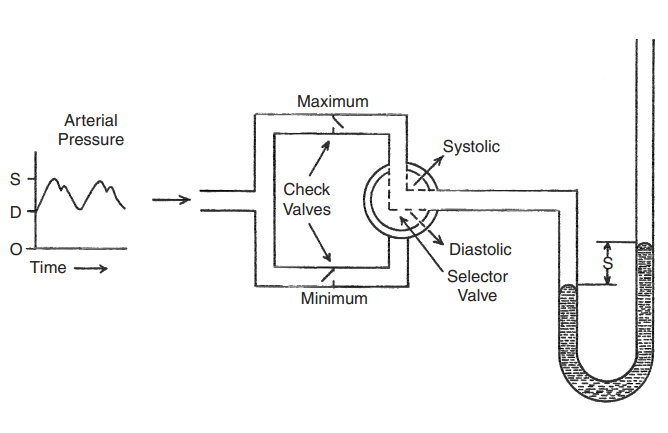 Arterial
Pressure
S
D
O
Time
Maximum
Check
Valves
Minimum
Systolic
Diastolic
Selector
Valve
S